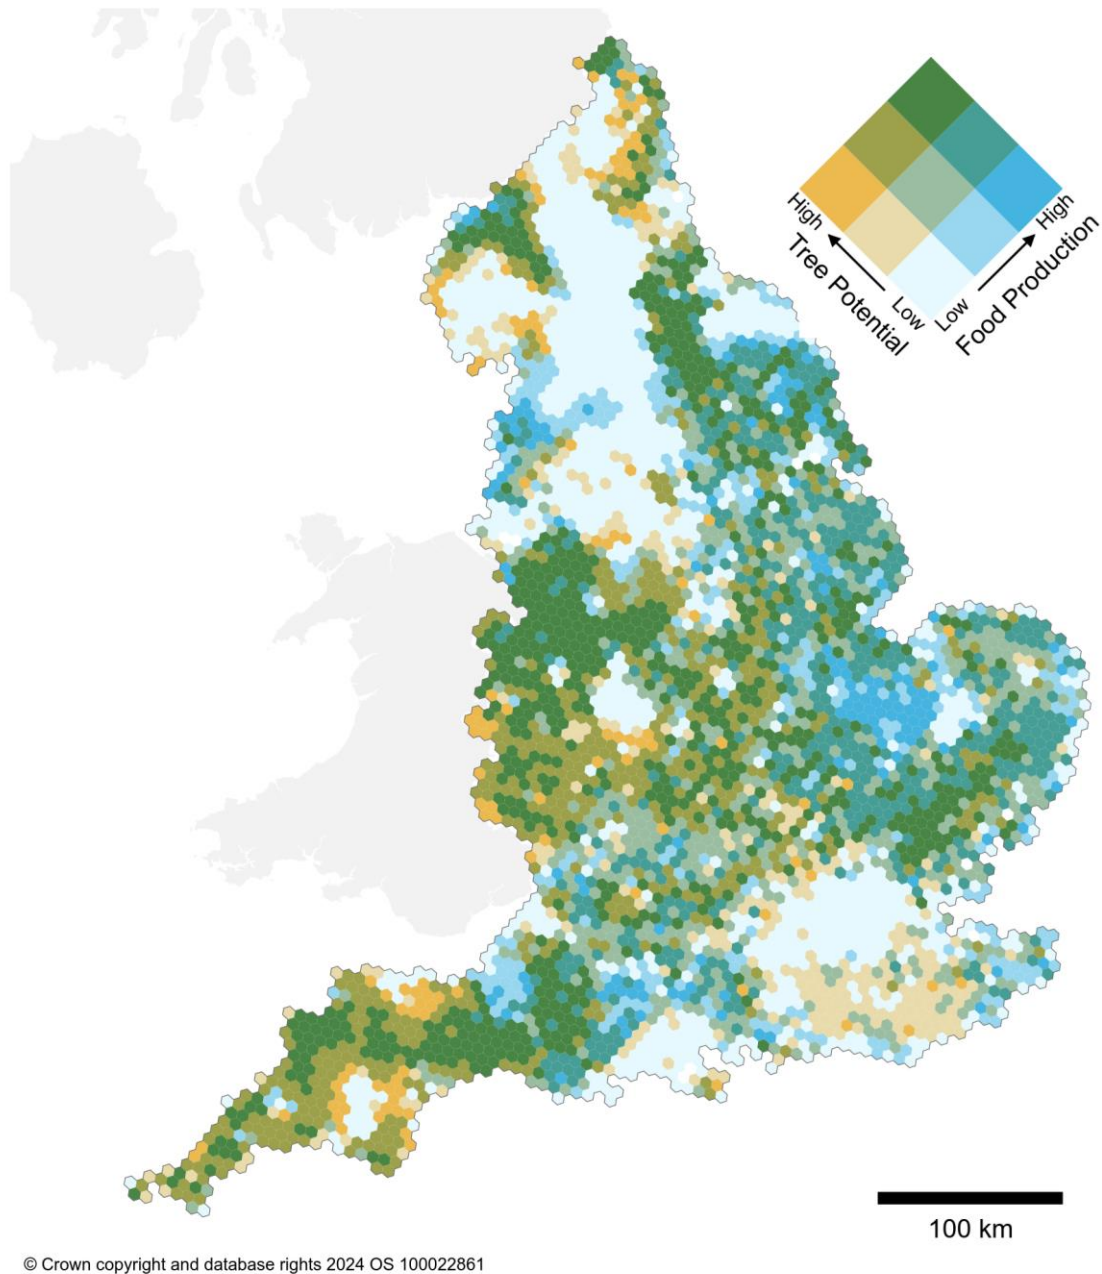 High
Low
Tree Potential
Low
High
Food Production
100 km
© Crown copyright and database rights 2024 OS 100022861